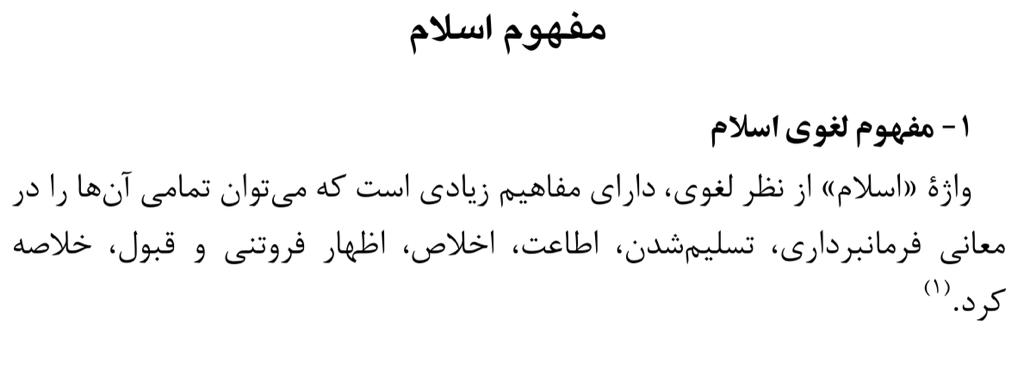 مفهوم اسلام
۱- مفهوم لغوی اسلام
واژۀ «اسلام» از نظر لغوی، دارای مفاهیم زیادی است که می‌توان تمامی آن‌ها را در
معانی فرمانبرداری، تسلیم‌شدن، اطاعت، اخلاص، اظهار فروتنی و قبول، خلاصه
کرد.(۱)